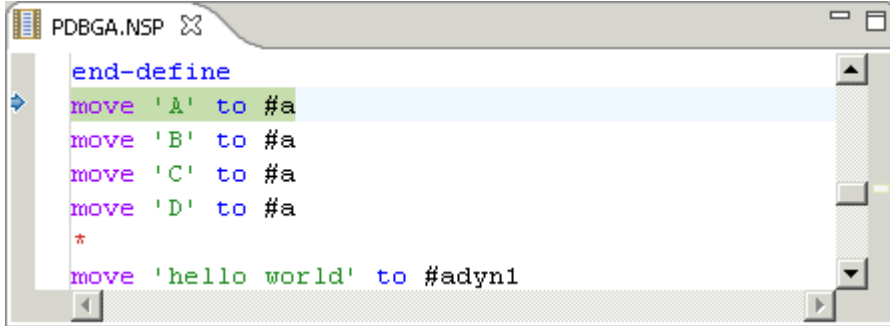 PDBGA.NSP
end-define
move 'A' to #a
move 'B' to #a
move 'C' to #a
move 'D' to #a
*
move 'hello world' to #adyn1